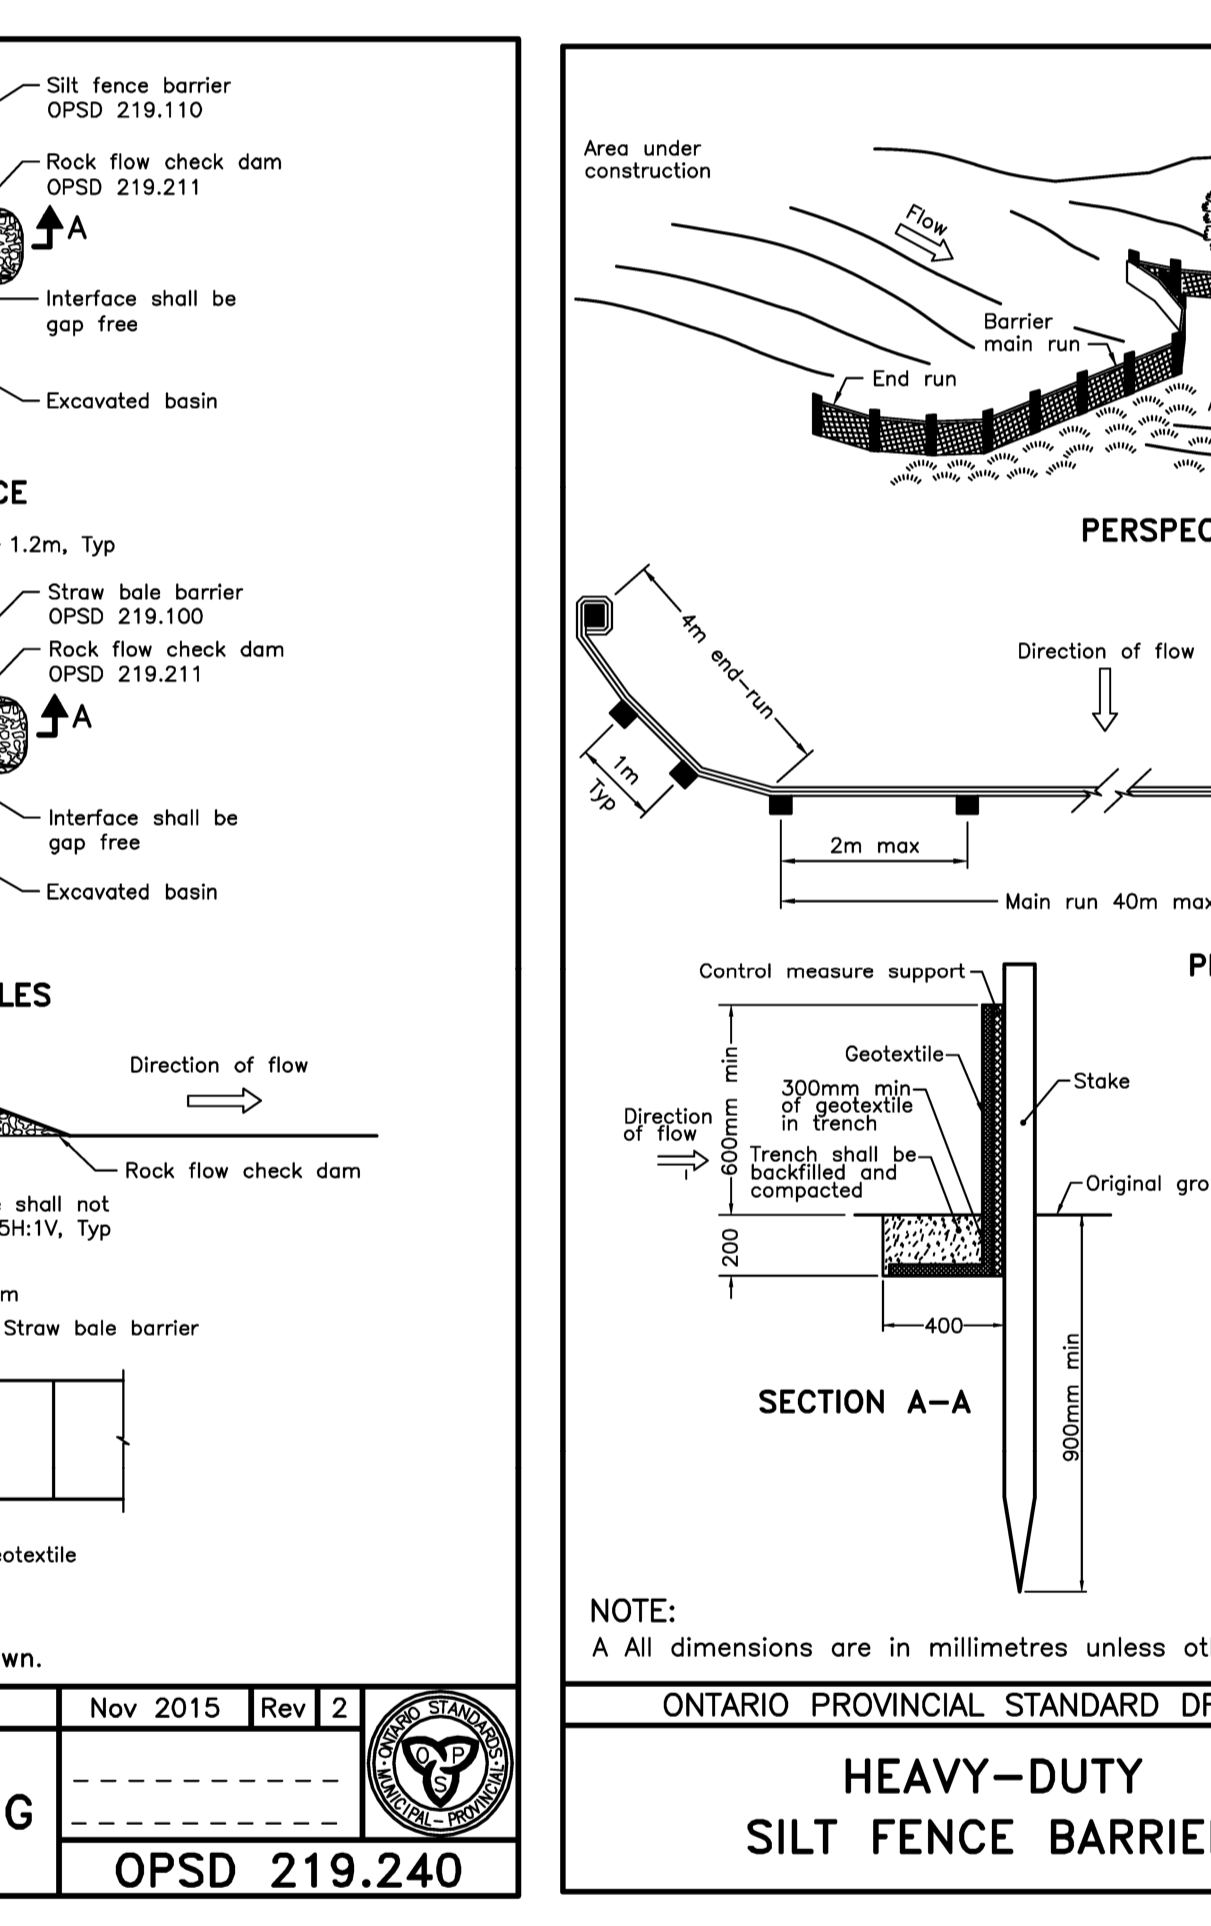 Silt fence barrier
OPSD 219.110
Rock flow check dam
OPSD 219.211
A
Interface shall be
gap free
Excavated basin
CE
1.2m, Typ
Straw bale barrier
OPSD 219.100
Rock flow check dam
OPSD 219.211
A
Interface shall be
gap free
Excavated basin
LES
Direction of flow
Rock flow check dam
shall not
5H:1V, Typ
m
Straw bale barrier
eotextile
wn.
Nov 2015 Rev 2
G
ONTARIO STANDARDS
MUNICIPAL - PROVINCIAL
O P S
OPSD 219.240
Area under
construction
Flow
Barrier
main run
End run
PERSPEC
4m end-run
1m
Typ
Direction of flow
2m max
Main run 40m max
Control measure support
Geotextile
300mm min
of geotextile
in trench
Direction
of flow
Trench shall be
backfilled and
compacted
600mm min
200
400
Stake
Original gro
900mm min
SECTION A-A
NOTE:
A All dimensions are in millimetres unless ot
ONTARIO PROVINCIAL STANDARD DR
HEAVY-DUTY
SILT FENCE BARRIER